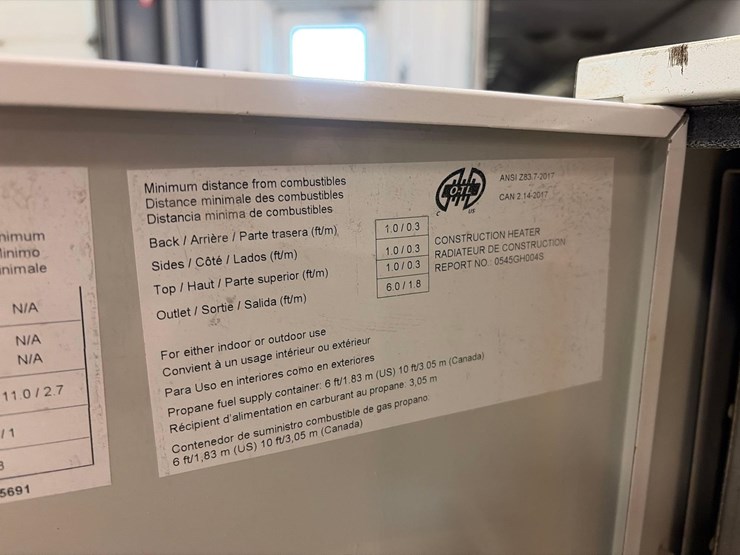 nimum
Minimo
nimale
N/A
N/A
N/A
11.0 / 2.7
/ 1
3
5691
Minimum distance from combustibles
Distance minimale des combustibles
Distancia minima de combustibles
Back / Arrière / Parte trasera (ft/m) 1.0 / 0.3
Sides / Côté / Lados (ft/m) 1.0 / 0.3
Top / Haut / Parte superior (ft/m) 1.0 / 0.3
Outlet / Sortie / Salida (ft/m) 6.0 / 1.8
O-TL
C US
ANSI Z83.7-2017
CAN 2.14-2017
CONSTRUCTION HEATER
RADIATEUR DE CONSTRUCTION
REPORT NO.: 0545GH004S
For either indoor or outdoor use
Convient à un usage intérieur ou extérieur
Para Uso en interiores como en exteriores
Propane fuel supply container: 6 ft/1.83 m (US) 10 ft/3.05 m (Canada)
Récipient d'alimentation en carburant au propane: 3,05 m
Contenedor de suministro combustible de gas propano:
6 ft/1,83 m (US) 10 ft/3,05 m (Canada)